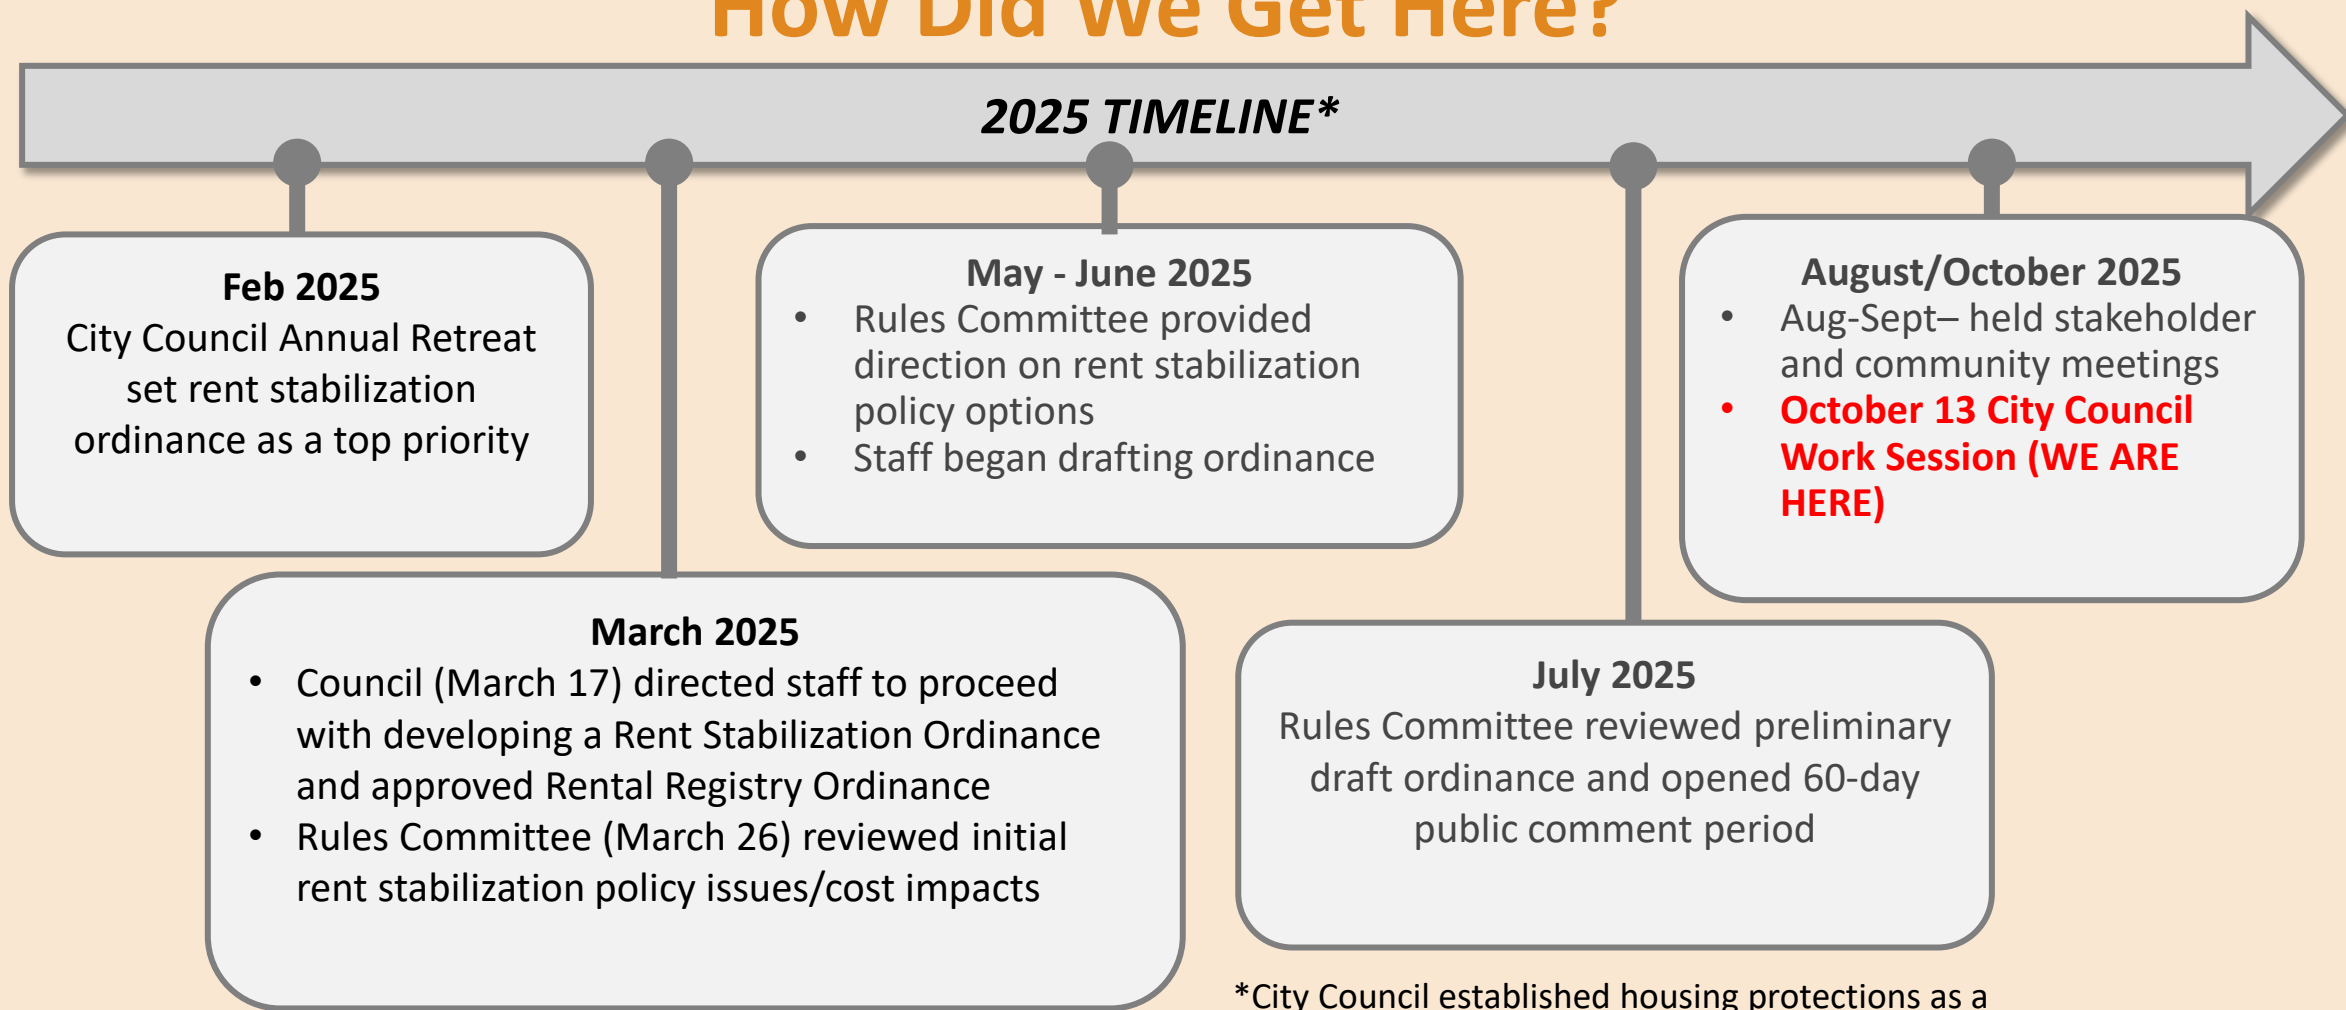 How Did We Get Here?
2025 TIMELINE*
Feb 2025
City Council Annual Retreat
set rent stabilization
ordinance as a top priority
March 2025
• Council (March 17) directed staff to proceed
with developing a Rent Stabilization Ordinance
and approved Rental Registry Ordinance
• Rules Committee (March 26) reviewed initial
rent stabilization policy issues/cost impacts
May - June 2025
• Rules Committee provided
direction on rent stabilization
policy options
• Staff began drafting ordinance
July 2025
Rules Committee reviewed preliminary
draft ordinance and opened 60-day
public comment period
August/October 2025
• Aug-Sept– held stakeholder
and community meetings
• October 13 City Council
Work Session (WE ARE
HERE)
*City Council established housing protections as a